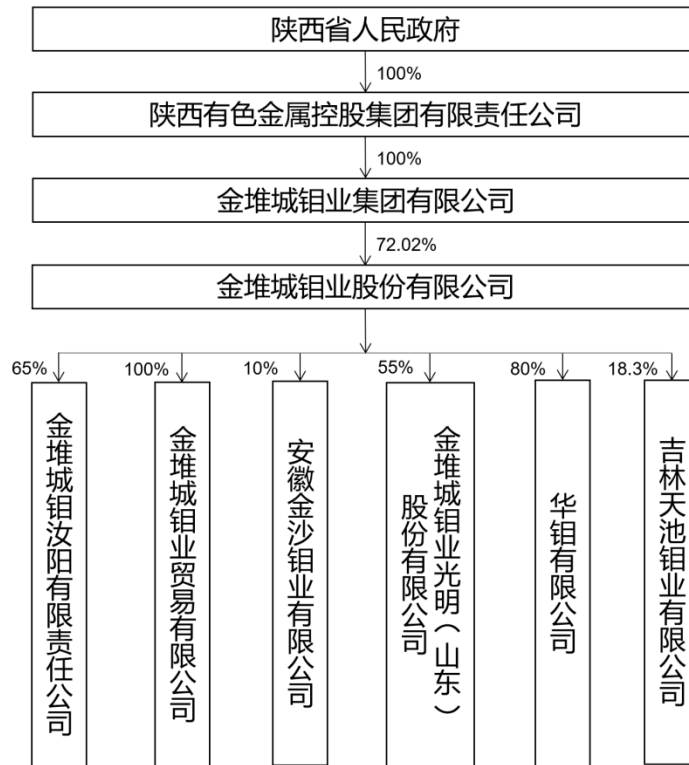 陕西省人民政府
100%
陕西有色金属控股集团有限责任公司
100%
金堆城钼业集团有限公司
72.02%
金堆城钼业股份有限公司
65%
100%
10%
55%
80%
18.3%
金堆城钼汝阳有限责任公司
金堆城钼业贸易有限公司
安徽金沙钼业有限公司
金堆城钼业光明（山东）
股份有限公司
华钼有限公司
吉林天池钼业有限公司